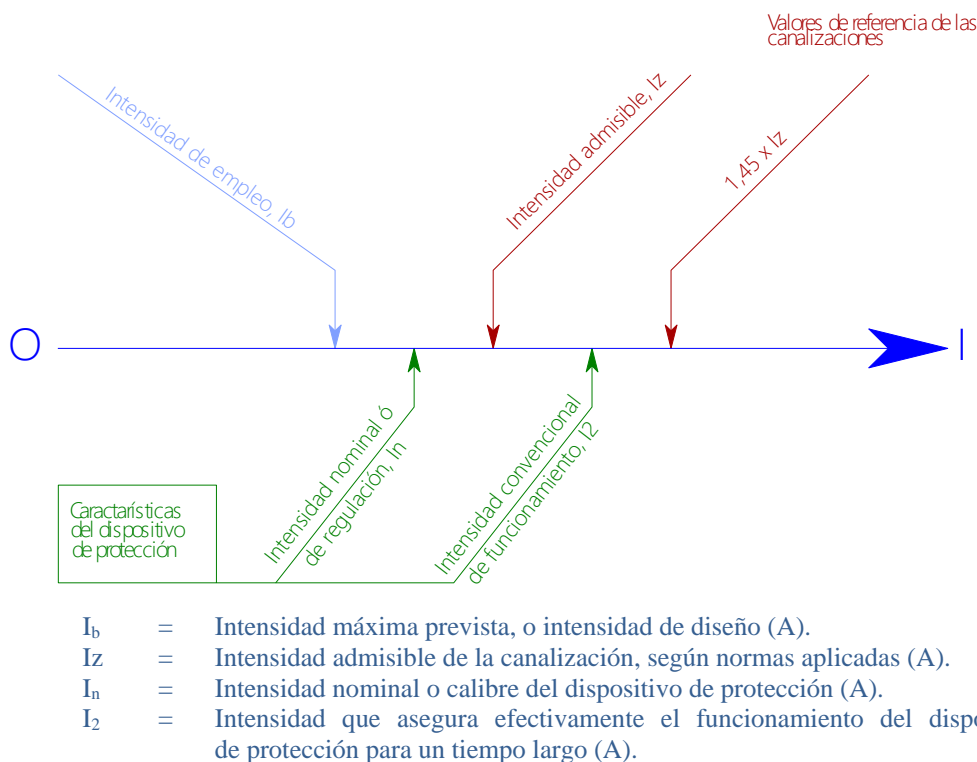 Valores de referencia de las
canalizaciones
Intensidad de empleo, Ib
Intensidad admisible, Iz
1,45 x Iz
O
I
Intensidad nominal ó
de regulación, In
Intensidad convencional
de funcionamiento, I2
Caractarísticas
del dispositivo
de protección
Ib = Intensidad máxima prevista, o intensidad de diseño (A).
Iz = Intensidad admisible de la canalización, según normas aplicadas (A).
In = Intensidad nominal o calibre del dispositivo de protección (A).
I2 = Intensidad que asegura efectivamente el funcionamiento del
de protección para un tiempo largo (A).